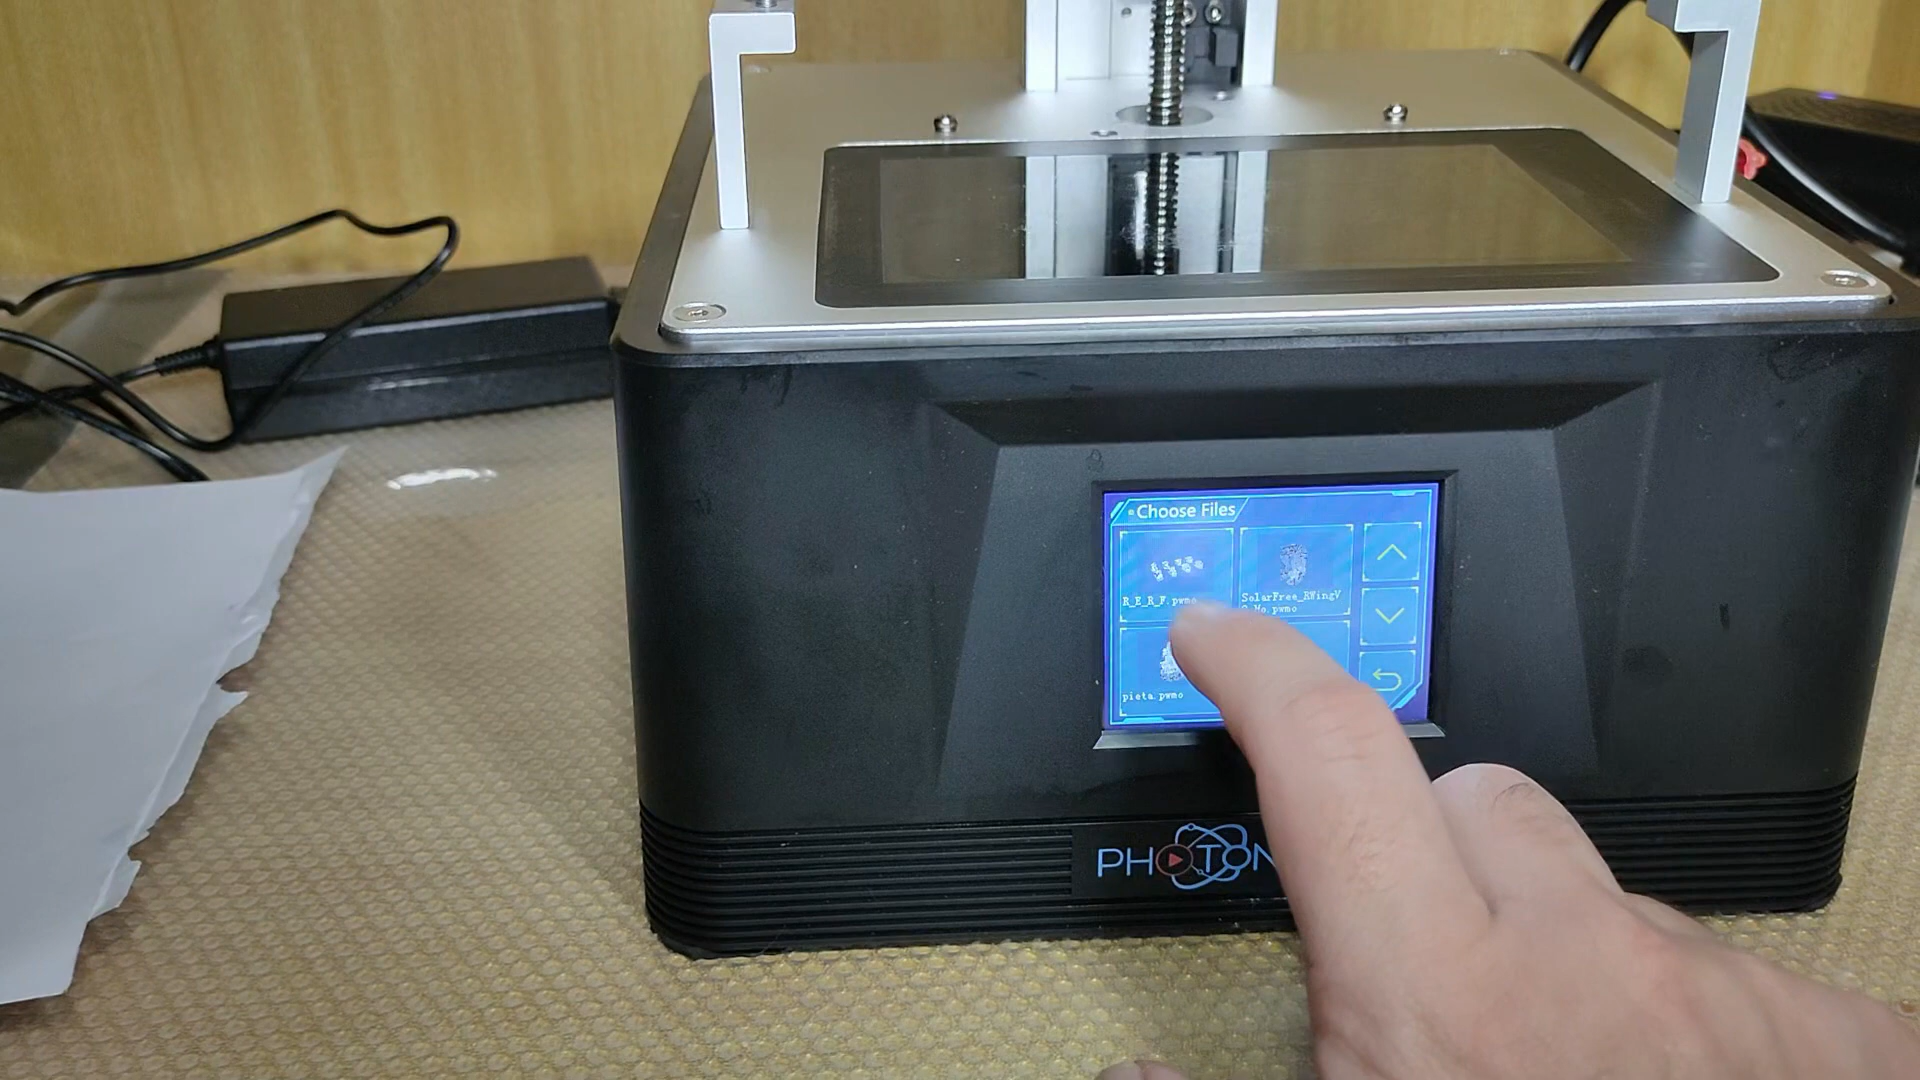 Choose Files
R_E_R_F.pwmo
SolarFree_RWingV
pieta.pwmo
PHOTON